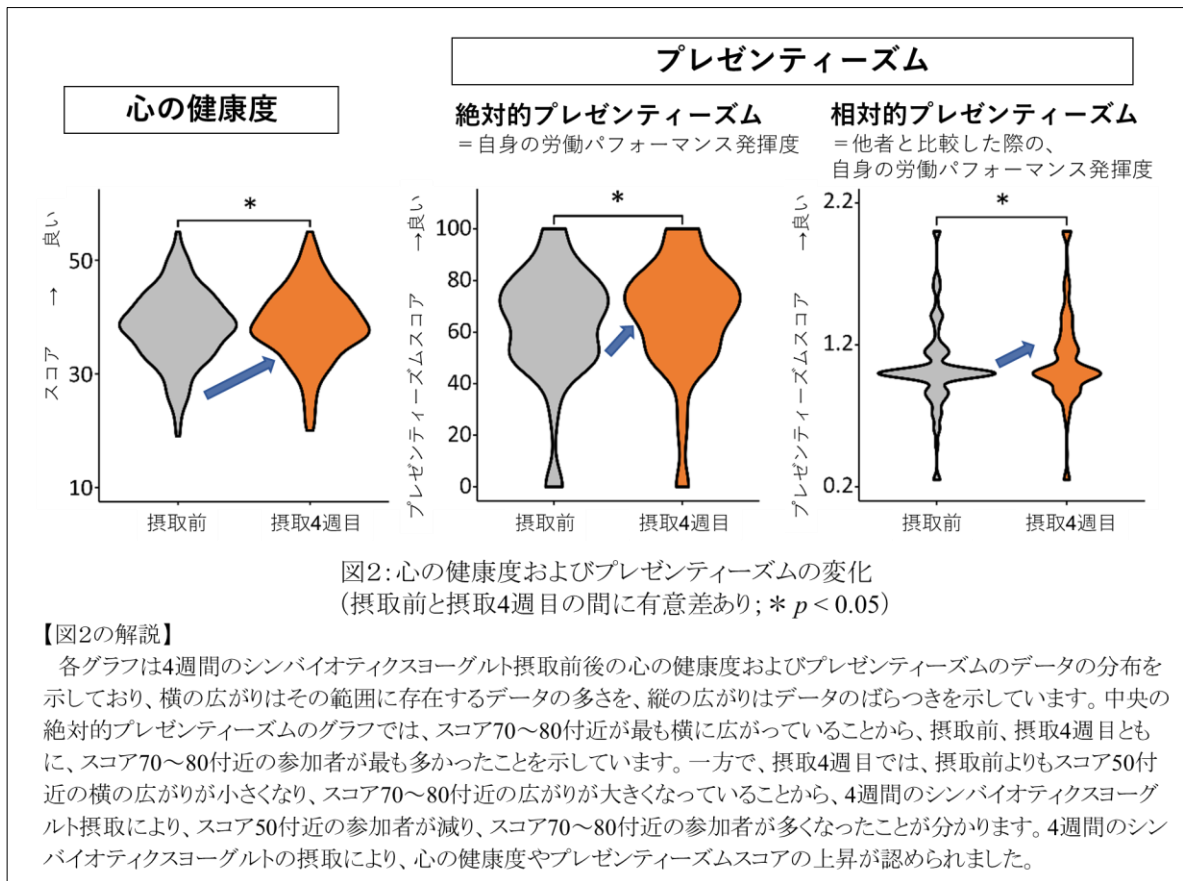 プレゼンティーズム
心の健康度
絶対的プレゼンティーズム
＝自身の労働パフォーマンス発揮度
相対的プレゼンティーズム
＝他者と比較した際の、
自身の労働パフォーマンス発揮度
スコア → 良い
50
30
10
*
摂取前
摂取4週目
プレゼンティーズムスコア →良い
100
80
60
40
20
0
*
摂取前
摂取4週目
プレゼンティーズムスコア →良い
2.2
1.2
0.2
*
摂取前
摂取4週目
図2：心の健康度およびプレゼンティーズムの変化
（摂取前と摂取4週目の間に有意差あり；＊ p < 0.05）
【図2の解説】
各グラフは4週間のシンバイオティクスヨーグルト摂取前後の心の健康度およびプレゼンティーズムのデータの分布を
示しており、横の広がりはその範囲に存在するデータの多さを、縦の広がりはデータのばらつきを示しています。中央の
絶対的プレゼンティーズムのグラフでは、スコア70～80付近が最も横に広がっていることから、摂取前、摂取4週目とも
に、スコア70～80付近の参加者が最も多かったことを示しています。一方で、摂取4週目では、摂取前よりもスコア50付
近の横の広がりが小さくなり、スコア70～80付近の広がりが大きくなっていることから、4週間のシンバイオティクスヨーグ
ルト摂取により、スコア50付近の参加者が減り、スコア70～80付近の参加者が多くなったことが分かります。4週間のシン
バイオティクスヨーグルトの摂取により、心の健康度やプレゼンティーズムスコアの上昇が認められました。